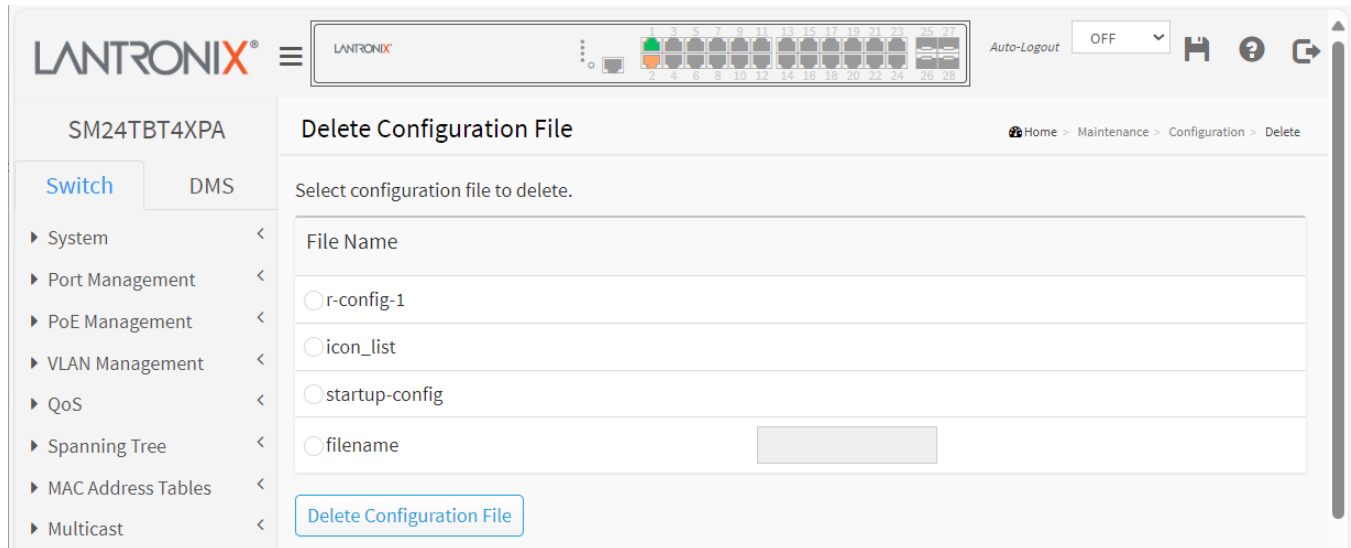 LANTRONIX®
LANTRONIX
1 3 5 7 9 11 13 15 17 19 21 23 25 27
2 4 6 8 10 12 14 16 18 20 22 24 26 28
Auto-Logout OFF
SM24TBT4XPA
Switch DMS
System
Port Management
PoE Management
VLAN Management
QoS
Spanning Tree
MAC Address Tables
Multicast
Delete Configuration File
Home > Maintenance > Configuration > Delete
Select configuration file to delete.
File Name
r-config-1
icon_list
startup-config
filename
Delete Configuration File